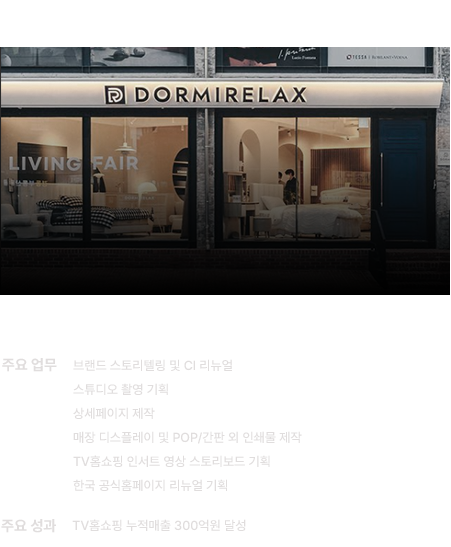 Lucio Fontana
DORMIRELAX
LIVING FAIR
주요 업무 브랜드 스토리텔링 및 CI 리뉴얼
스튜디오 촬영 기획
상세페이지 제작
매장 디스플레이 및 POP/간판 외 인쇄물 제작
TV홈쇼핑 인서트 영상 스토리보드 기획
한국 공식홈페이지 리뉴얼 기획
주요 성과 TV홈쇼핑 누적매출 300억원 달성